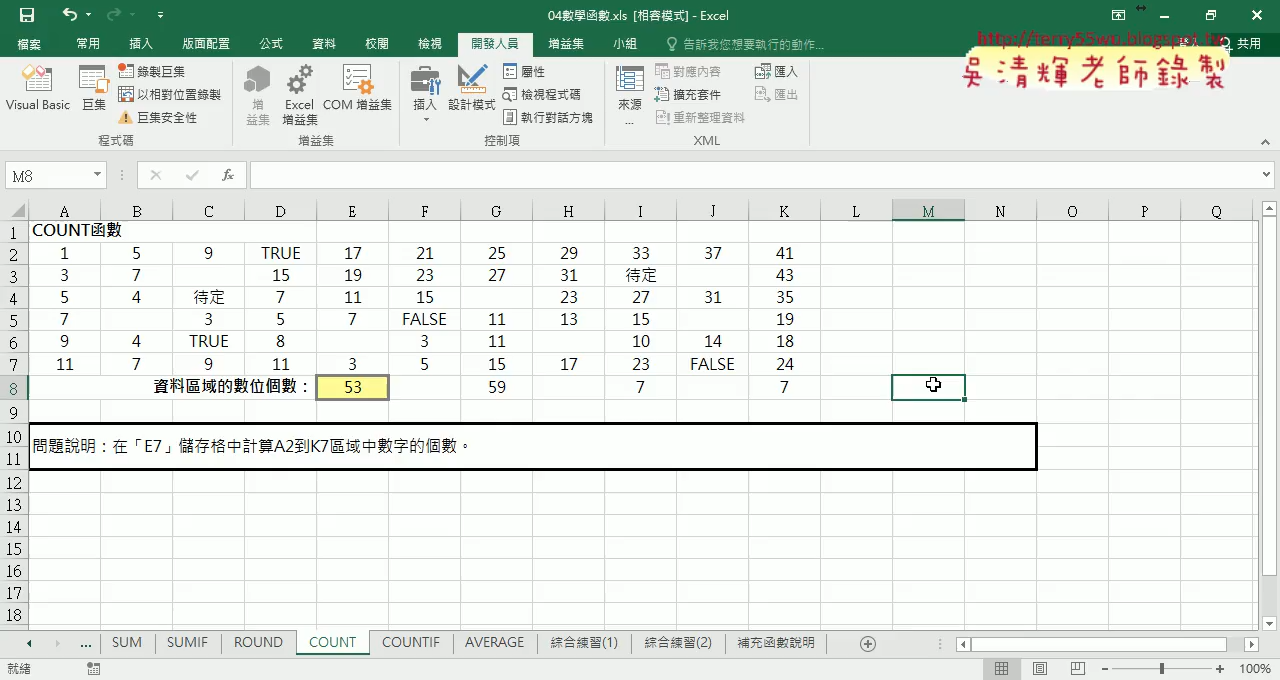 04數學函數.xls [相容模式] - Excel
http://terry55wu.blogspot.tw
吳清輝老師錄製
檔案 常用 插入 版面配置 公式 資料 校閱 檢視 開發人員 增益集 小組 告訴我您想要執行的動作... 登入 共用
Visual Basic 巨集 錄製巨集 以相對位置錄製 巨集安全性 程式碼
增益集 Excel 增益集 COM 增益集 增益集
插入 設計模式 屬性 檢視程式碼 執行對話方塊 控制項
來源... 對應內容 擴充套件 重新整理資料 匯入 匯出 XML
M8 fx
A B C D E F G H I J K L M N O P Q
1 COUNT函數
2 1 5 9 TRUE 17 21 25 29 33 37 41
3 3 7 15 19 23 27 31 待定 43
4 5 4 待定 7 11 15 23 27 31 35
5 7 3 5 7 FALSE 11 13 15 19
6 9 4 TRUE 8 3 11 10 14 18
7 11 7 9 11 3 5 15 17 23 FALSE 24
8 資料區域的數位個數： 53 59 7 7
9
10
問題說明：在「E7」儲存格中計算A2到K7區域中數字的個數。
11
12
13
14
15
16
17
18
... SUM SUMIF ROUND COUNT COUNTIF AVERAGE 綜合練習(1) 綜合練習(2) 補充函數說明
就緒 100%